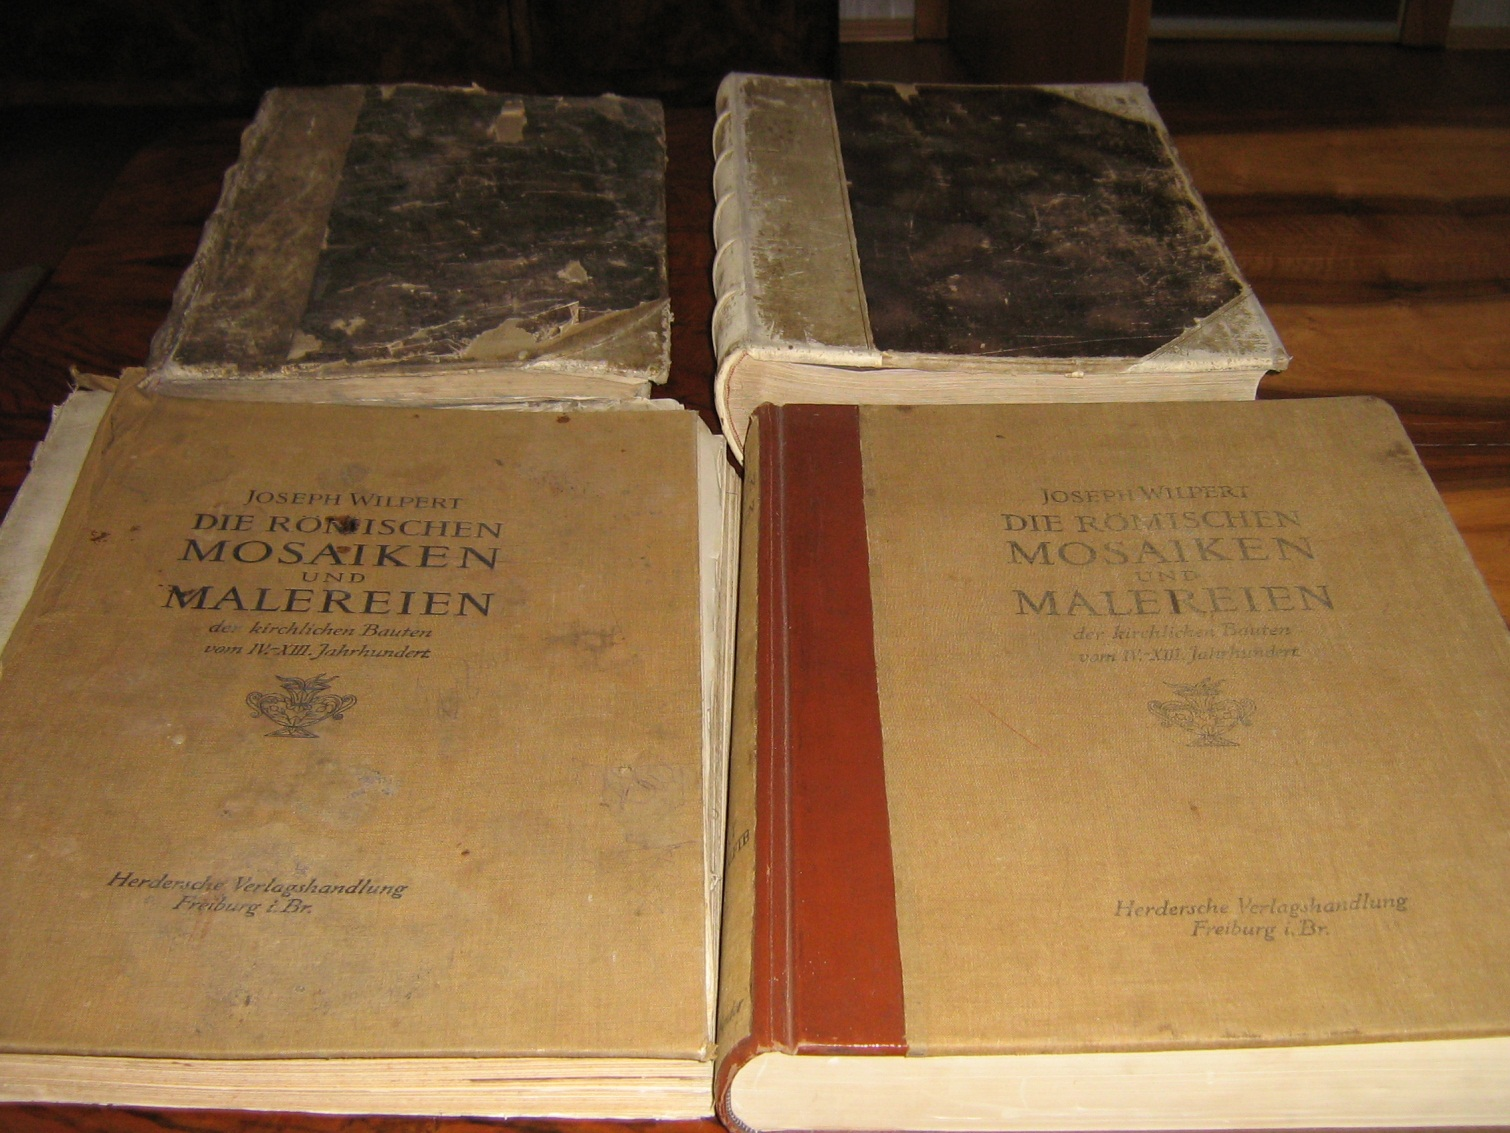 JOSEPH WILPERT
DIE RÖMISCHEN
MOSAIKEN
UND
MALEREIEN
der kirchlichen Bauten
vom IV.-XIII. Jahrhundert
Herdersche Verlagshandlung
Freiburg i. Br.
JOSEPH WILPERT
DIE RÖMISCHEN
MOSAIKEN
UND
MALEREIEN
der kirchlichen Bauten
vom IV.-XIII. Jahrhundert
Herdersche Verlagshandlung
Freiburg i. Br.